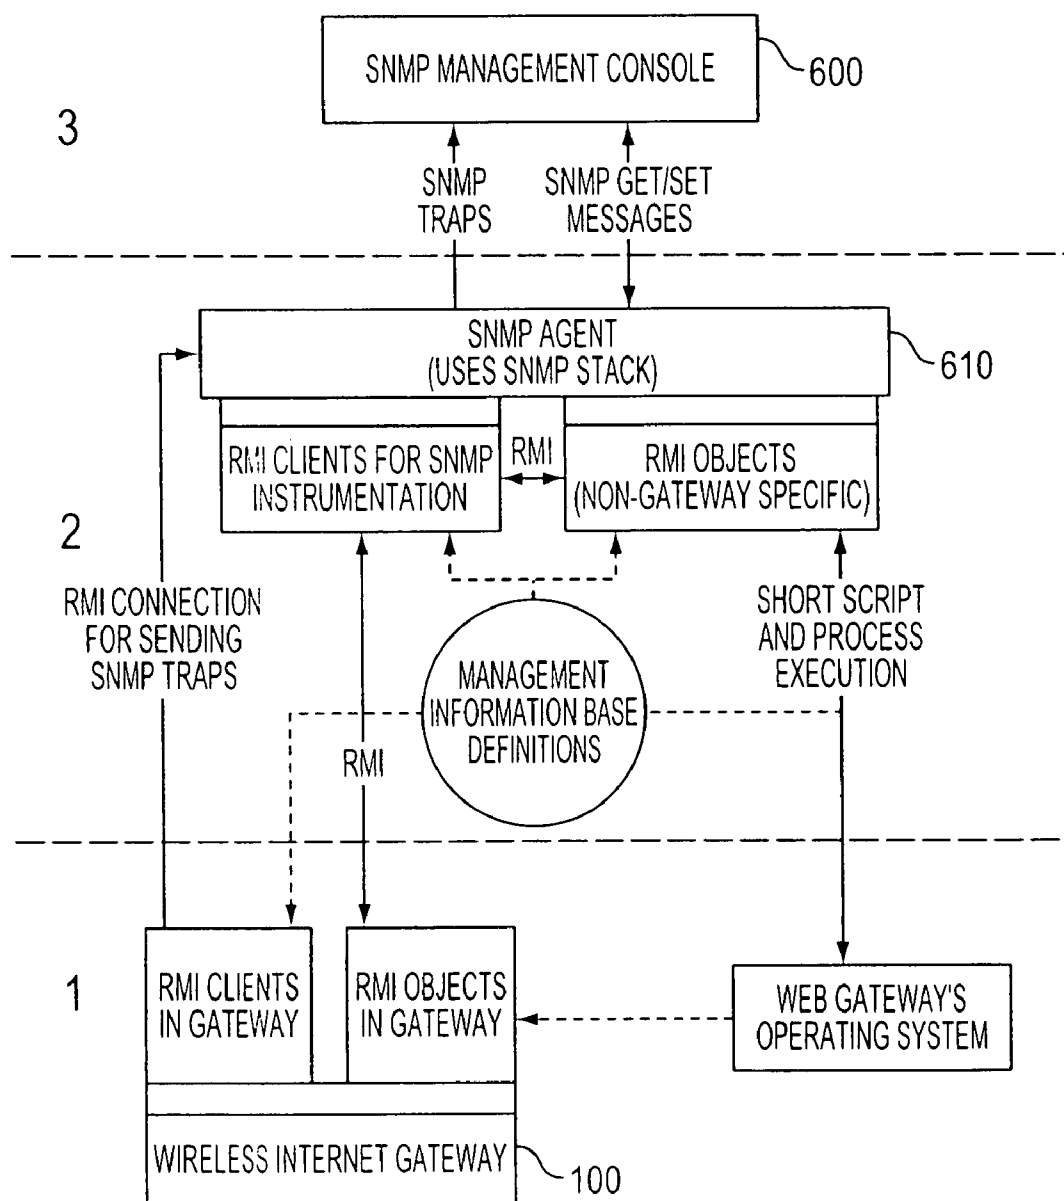 SNMP MANAGEMENT CONSOLE
600
3
SNMP
TRAPS
SNMP GET/SET
MESSAGES
SNMP AGENT
(USES SNMP STACK)
610
RMI CLIENTS FOR SNMP
INSTRUMENTATION
RMI
RMI OBJECTS
(NON-GATEWAY SPECIFIC)
2
RMI CONNECTION
FOR SENDING
SNMP TRAPS
SHORT SCRIPT
AND PROCESS
EXECUTION
MANAGEMENT
INFORMATION BASE
DEFINITIONS
RMI
1
RMI CLIENTS
IN GATEWAY
RMI OBJECTS
IN GATEWAY
WEB GATEWAY'S
OPERATING SYSTEM
WIRELESS INTERNET GATEWAY
100